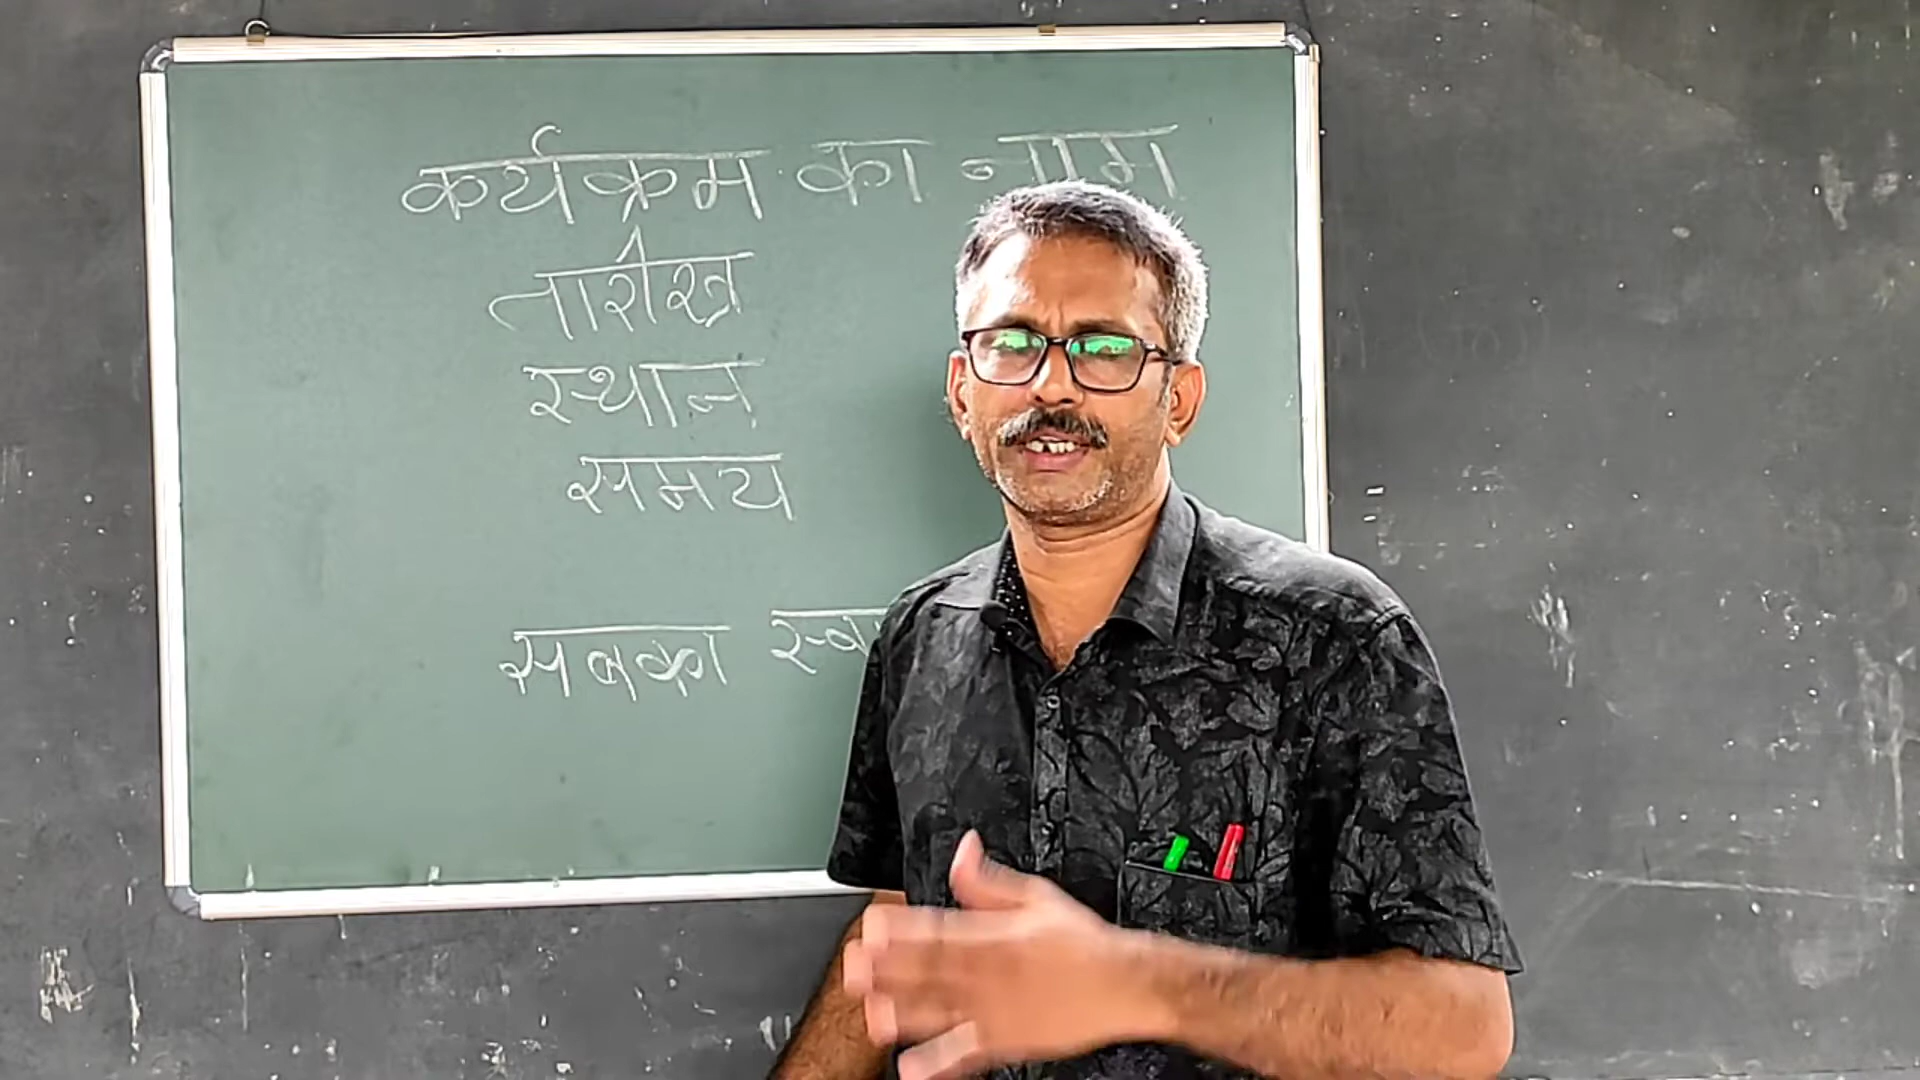 कर्यक्रम का नाम
तारीख
स्थान
समय
सबका